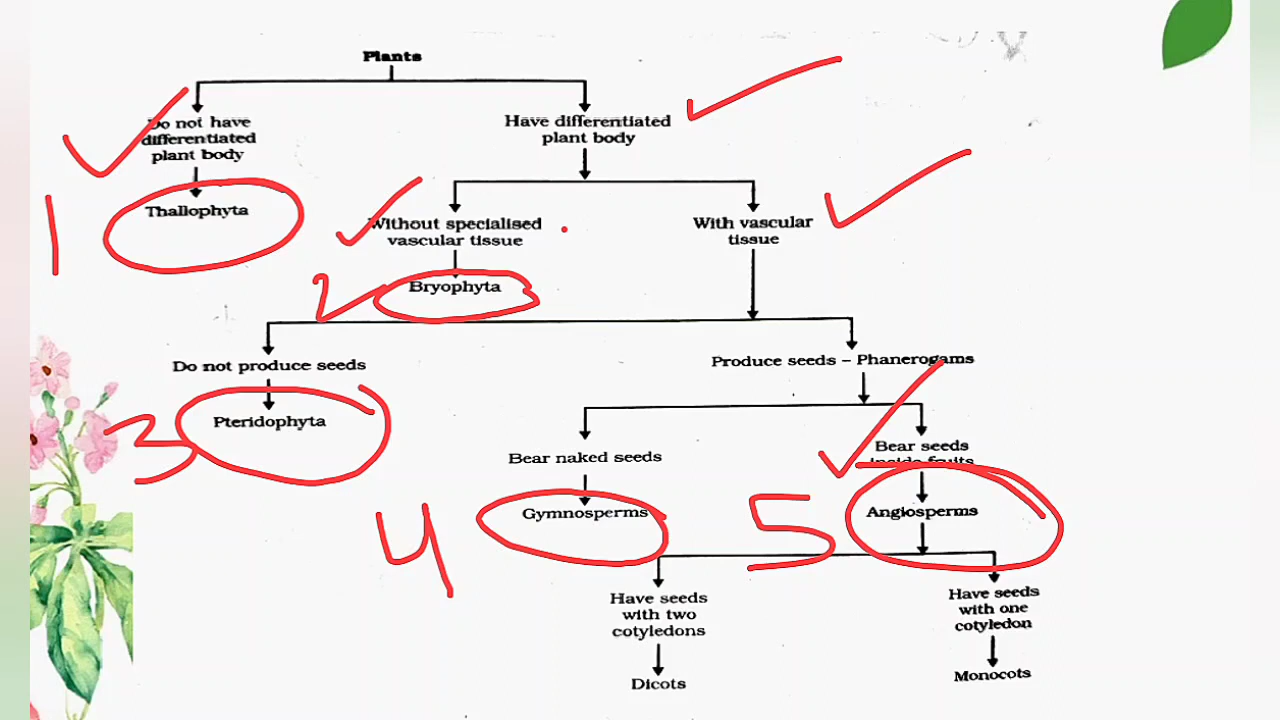 Plants
Do not have
differentiated
plant body
Have differentiated
plant body
1
Thallophyta
Without specialised
vascular tissue
With vascular
tissue
2
Bryophyta
Do not produce seeds
Produce seeds – Phanerogams
3
Pteridophyta
Bear naked seeds
Bear seeds
inside fruits
4
Gymnosperms
5
Angiosperms
Have seeds
with two
cotyledons
Have seeds
with one
cotyledon
Dicots
Monocots